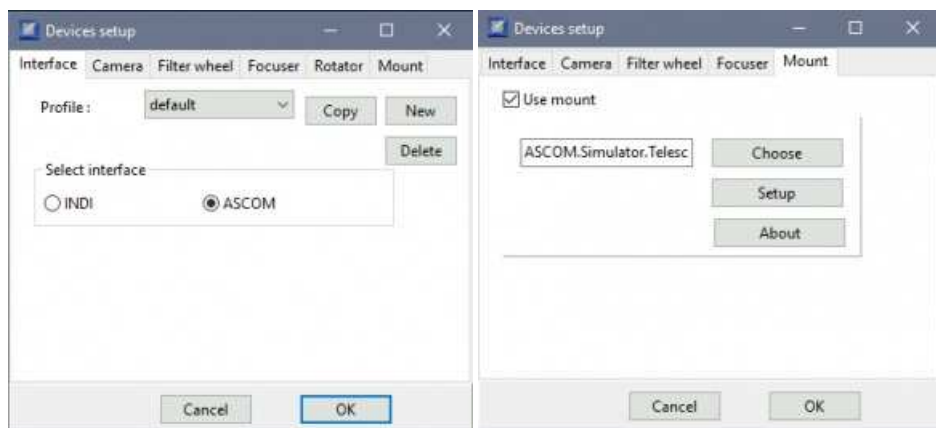 Devices setup
Interface Camera Filter wheel Focuser Rotator Mount
Profile :
default
Copy
New
Delete
Select interface
INDI
ASCOM
Cancel
OK
Devices setup
Interface Camera Filter wheel Focuser Mount
Use mount
ASCOM.Simulator.Telesc
Choose
Setup
About
Cancel
OK